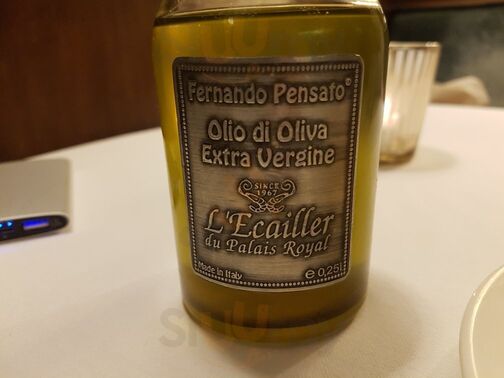 Fernando Pensato®
Olio di Oliva
Extra Vergine
SINCE
1967
L'Ecailler
du Palais Royal
Made in Italy
℮ 0,25l